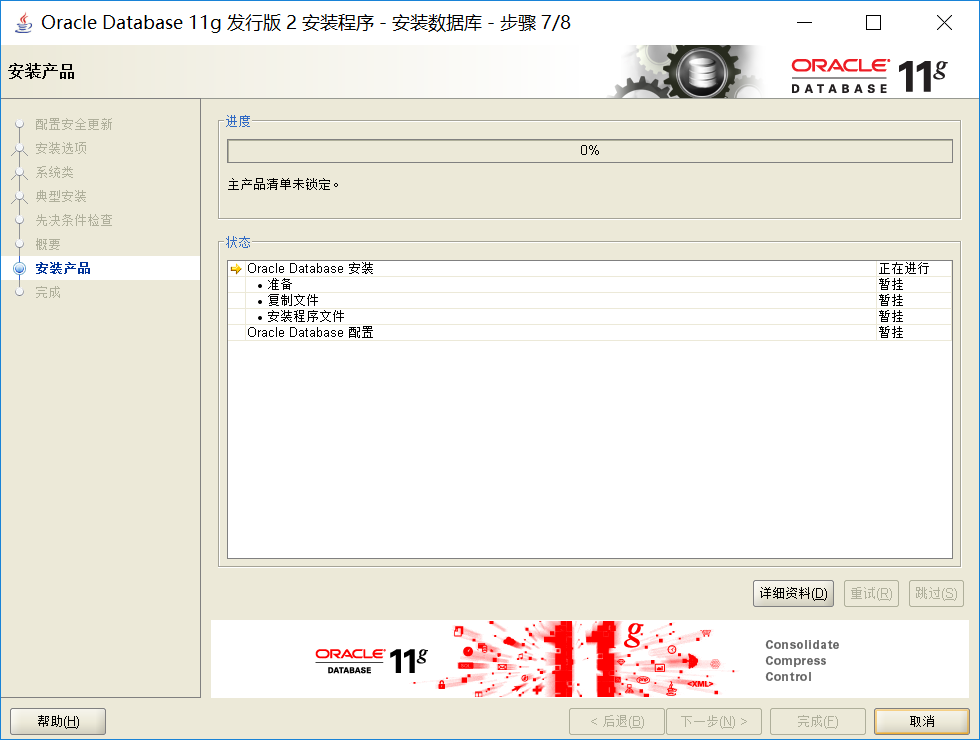 Oracle Database 11g 发行版 2 安装程序 - 安装数据库 - 步骤 7/8
安装产品
ORACLE
DATABASE 11g
配置安全更新
安装选项
系统类
典型安装
先决条件检查
概要
安装产品
完成
进度
0%
主产品清单未锁定。
状态
Oracle Database 安装 正在进行
• 准备 暂挂
• 复制文件 暂挂
• 安装程序文件 暂挂
Oracle Database 配置 暂挂
详细资料(D) 重试(R) 跳过(S)
ORACLE
DATABASE 11g
11g
<XML>
Consolidate
Compress
Control
帮助(H) < 后退(B) 下一步(N) > 完成(F) 取消